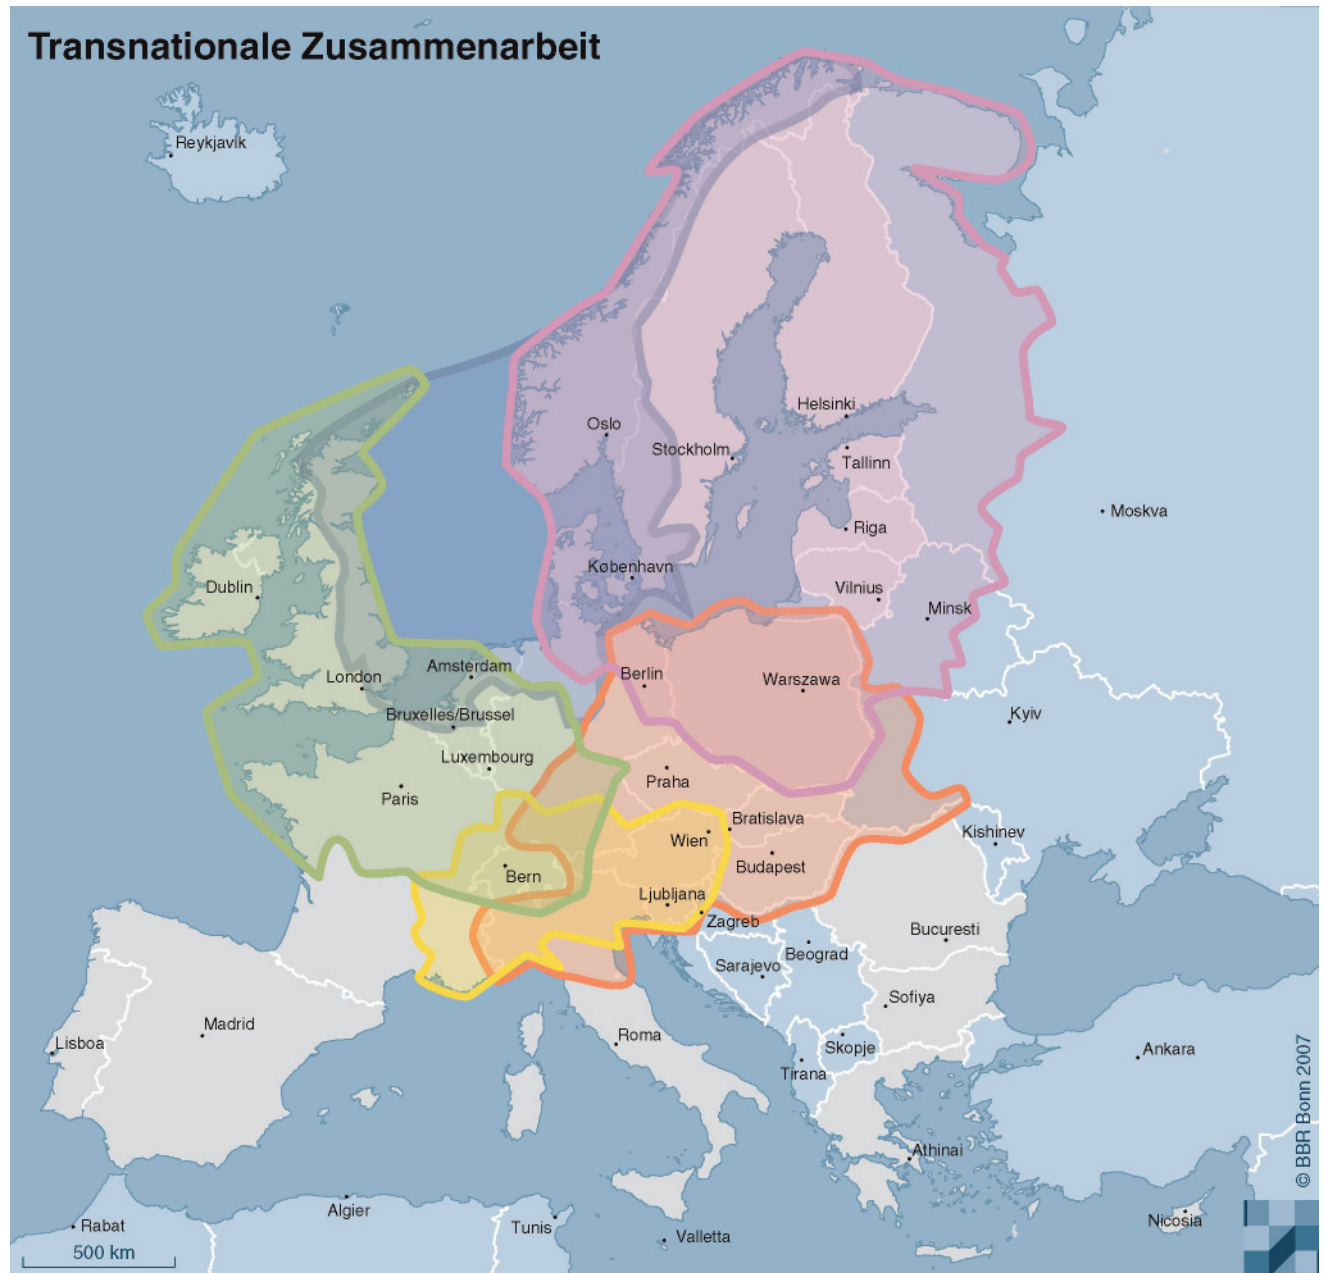 Transnationale Zusammenarbeit
Reykjavik
Oslo
Helsinki
Stockholm
Tallinn
Moskva
Riga
København
Dublin
Vilnius
Minsk
Amsterdam
London
Berlin
Warszawa
Bruxelles/Brussel
Kyiv
Luxembourg
Praha
Paris
Bratislava
Wien
Kishinev
Budapest
Bern
Ljubljana
Zagreb
Bucuresti
Beograd
Sarajevo
Sofiya
Madrid
Roma
Lisboa
Skopje
Ankara
Tirana
Athinai
© BBR Bonn 2007
Algier
Nicosia
Rabat
Tunis
Valletta
500 km